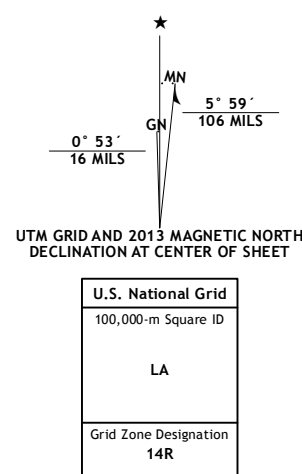 ★
MN
GN
5° 59´
106 MILS
0° 53´
16 MILS
UTM GRID AND 2013 MAGNETIC NORTH
DECLINATION AT CENTER OF SHEET
U.S. National Grid
100,000-m Square ID
LA
Grid Zone Designation
14R